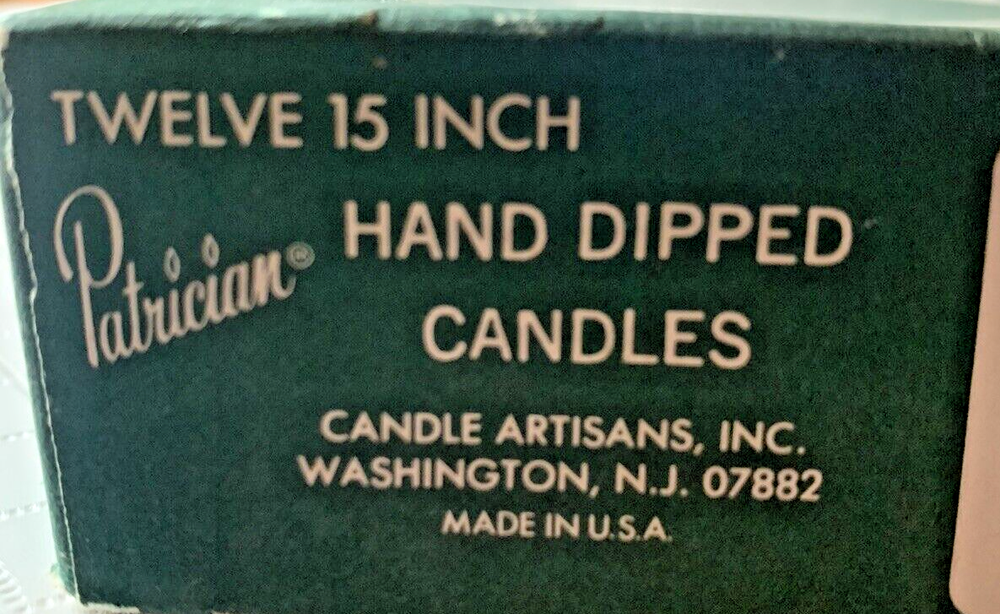 TWELVE 15 INCH
Patrician® HAND DIPPED
CANDLES
CANDLE ARTISANS, INC.
WASHINGTON, N.J. 07882
MADE IN U.S.A.